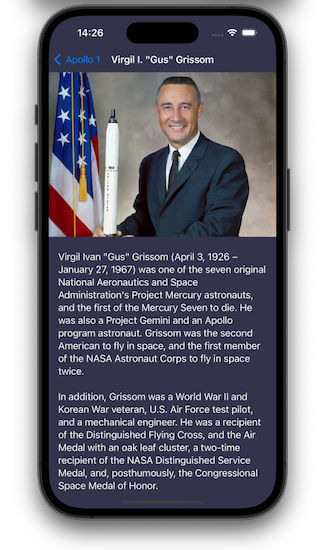 14:26
Apollo 1
Virgil I. "Gus" Grissom
UNITED STATES
Virgil Ivan "Gus" Grissom (April 3, 1926 –
January 27, 1967) was one of the seven original
National Aeronautics and Space
Administration's Project Mercury astronauts,
and the first of the Mercury Seven to die. He
was also a Project Gemini and an Apollo
program astronaut. Grissom was the second
American to fly in space, and the first member
of the NASA Astronaut Corps to fly in space
twice.
In addition, Grissom was a World War II and
Korean War veteran, U.S. Air Force test pilot,
and a mechanical engineer. He was a recipient
of the Distinguished Flying Cross, and the Air
Medal with an oak leaf cluster, a two-time
recipient of the NASA Distinguished Service
Medal, and, posthumously, the Congressional
Space Medal of Honor.